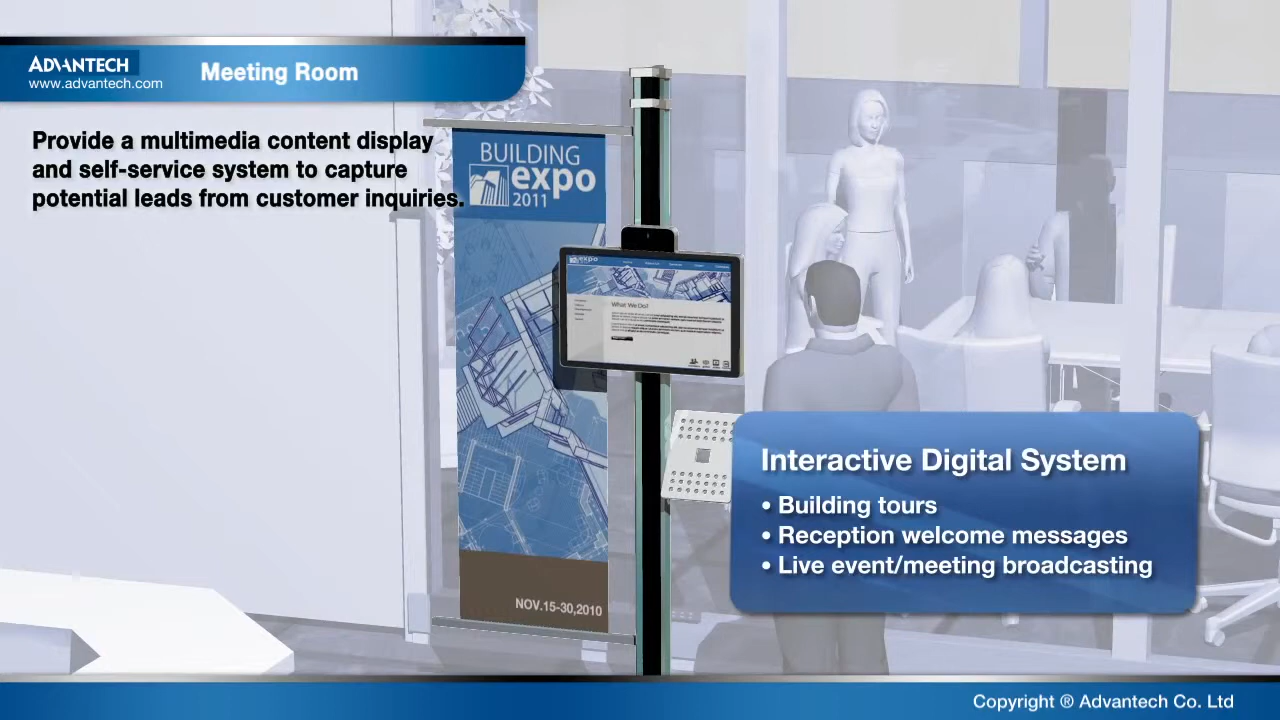 ADVANTECH
www.advantech.com
Meeting Room
Provide a multimedia content display
and self-service system to capture
potential leads from customer inquiries.
BUILDING
expo
2011
expo
What We Do?
NOV.15-30,2010
Interactive Digital System
• Building tours
• Reception welcome messages
• Live event/meeting broadcasting
Copyright ® Advantech Co. Ltd